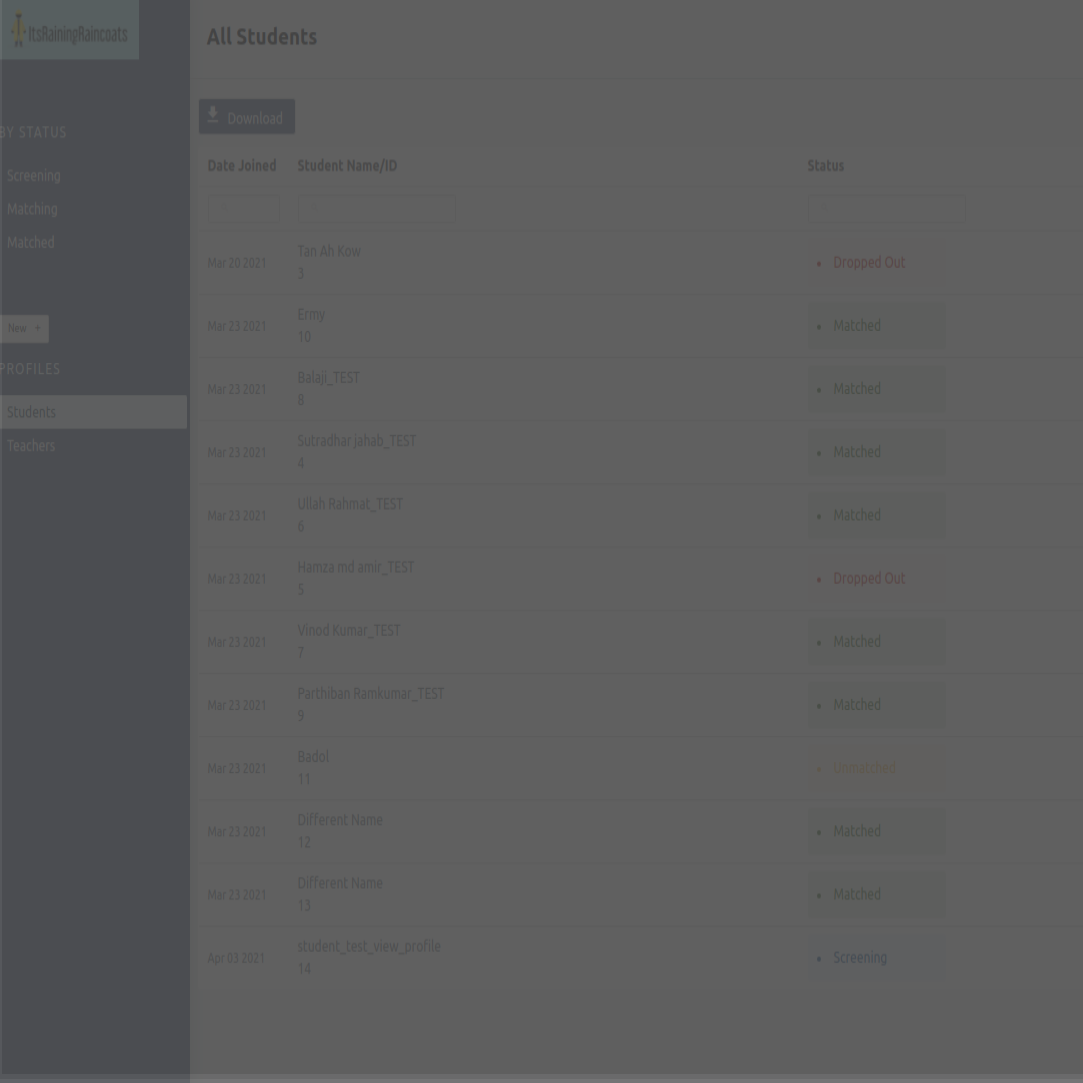 ItsRainingRaincoats
All Students
BY STATUS
Screening
Matching
Matched
New +
PROFILES
Students
Teachers
Download
Date Joined Student Name/ID Status
Mar 20 2021 Tan Ah Kow Dropped Out
3
Mar 23 2021 Ermy Matched
10
Mar 23 2021 Balaji_TEST Matched
8
Mar 23 2021 Sutradhar jahab_TEST Matched
4
Mar 23 2021 Ullah Rahmat_TEST Matched
6
Mar 23 2021 Hamza md amir_TEST Dropped Out
5
Mar 23 2021 Vinod Kumar_TEST Matched
7
Mar 23 2021 Parthiban Ramkumar_TEST Matched
9
Mar 23 2021 Badol Unmatched
11
Mar 23 2021 Different Name Matched
12
Mar 23 2021 Different Name Matched
13
Apr 03 2021 student_test_view_profile Screening
14